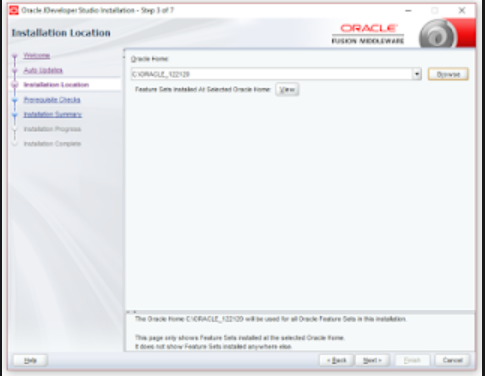 Oracle JDeveloper Studio Installation - Step 3 of 7
Installation Location
ORACLE
FUSION MIDDLEWARE
Welcome
Auto Updates
Installation Location
Prerequisite Checks
Installation Summary
Installation Progress
Installation Complete
Oracle Home:
C:\ORACLE_122120
Browse
Feature Sets Installed At Selected Oracle Home: View
The Oracle Home C:\ORACLE_122120 will be used for all Oracle Feature Sets in this installation.
This page only shows Feature Sets installed at the selected Oracle Home.
It does not show Feature Sets installed anywhere else.
Help
< Back
Next >
Finish
Cancel